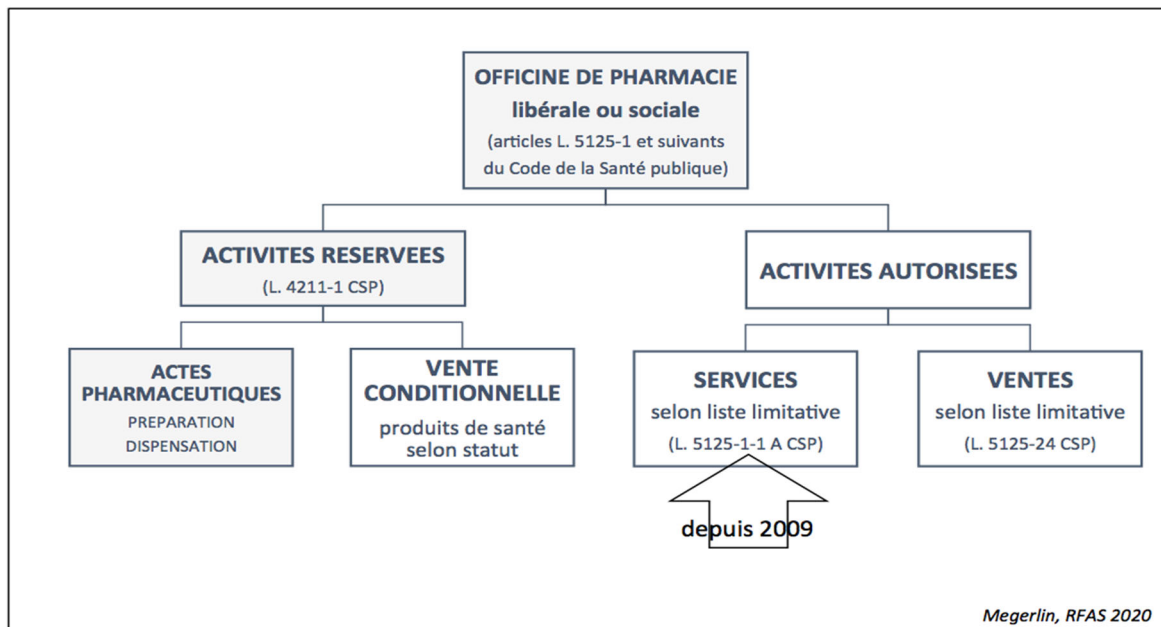 OFFICINE DE PHARMACIE
libérale ou sociale
(articles L. 5125-1 et suivants
du Code de la Santé publique)
ACTIVITES RESERVEES
(L. 4211-1 CSP)
ACTIVITES AUTORISEES
ACTES
PHARMACEUTIQUES
PREPARATION
DISPENSATION
VENTE
CONDITIONNELLE
produits de santé
selon statut
SERVICES
selon liste limitative
(L. 5125-1-1 A CSP)
VENTES
selon liste limitative
(L. 5125-24 CSP)
depuis 2009
Megerlin, RFAS 2020